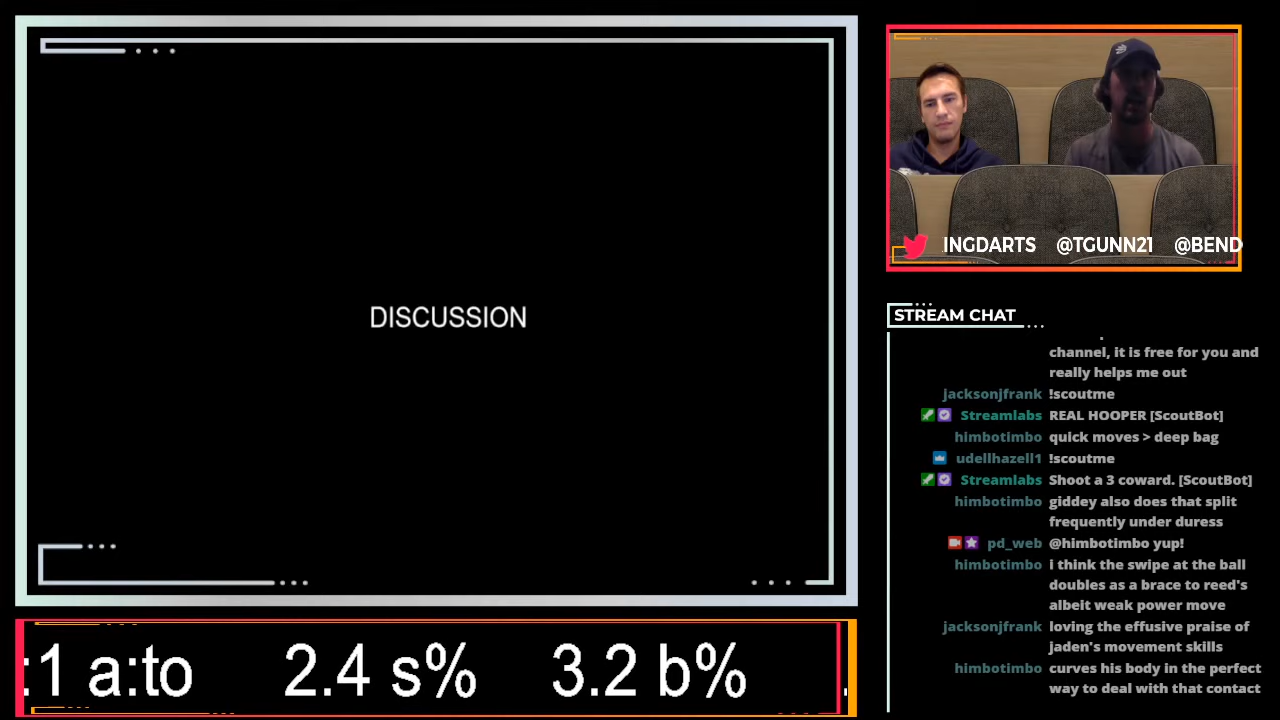 DISCUSSION
:1 a:to 2.4 s% 3.2 b%
INGDARTS @TGUNN21 @BEND
STREAM CHAT
channel, it is free for you and
really helps me out
jacksonjfrank !scoutme
Streamlabs REAL HOOPER [ScoutBot]
himbotimbo quick moves > deep bag
udellhazell1 !scoutme
Streamlabs Shoot a 3 coward. [ScoutBot]
himbotimbo giddey also does that split
frequently under duress
pd_web @himbotimbo yup!
himbotimbo i think the swipe at the ball
doubles as a brace to reed's
albeit weak power move
jacksonjfrank loving the effusive praise of
jaden's movement skills
himbotimbo curves his body in the perfect
way to deal with that contact